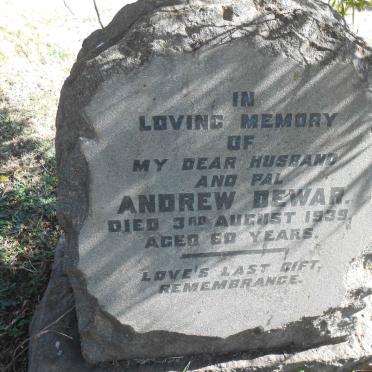 IN
LOVING MEMORY
OF
MY DEAR HUSBAND
AND PAL
ANDREW DEWAR.
DIED 3RD AUGUST 1939,
AGED 60 YEARS.
LOVE'S LAST GIFT,
REMEMBRANCE.